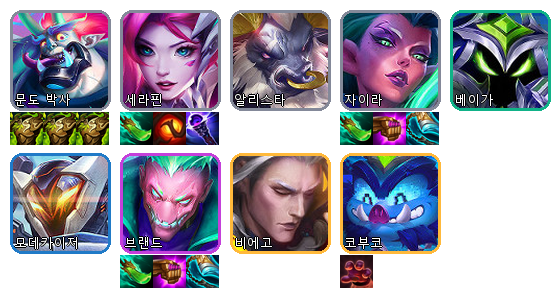 문도 박사
세라핀
알리스타
자이라
베이가
모데카이저
브랜드
비에고
코부코